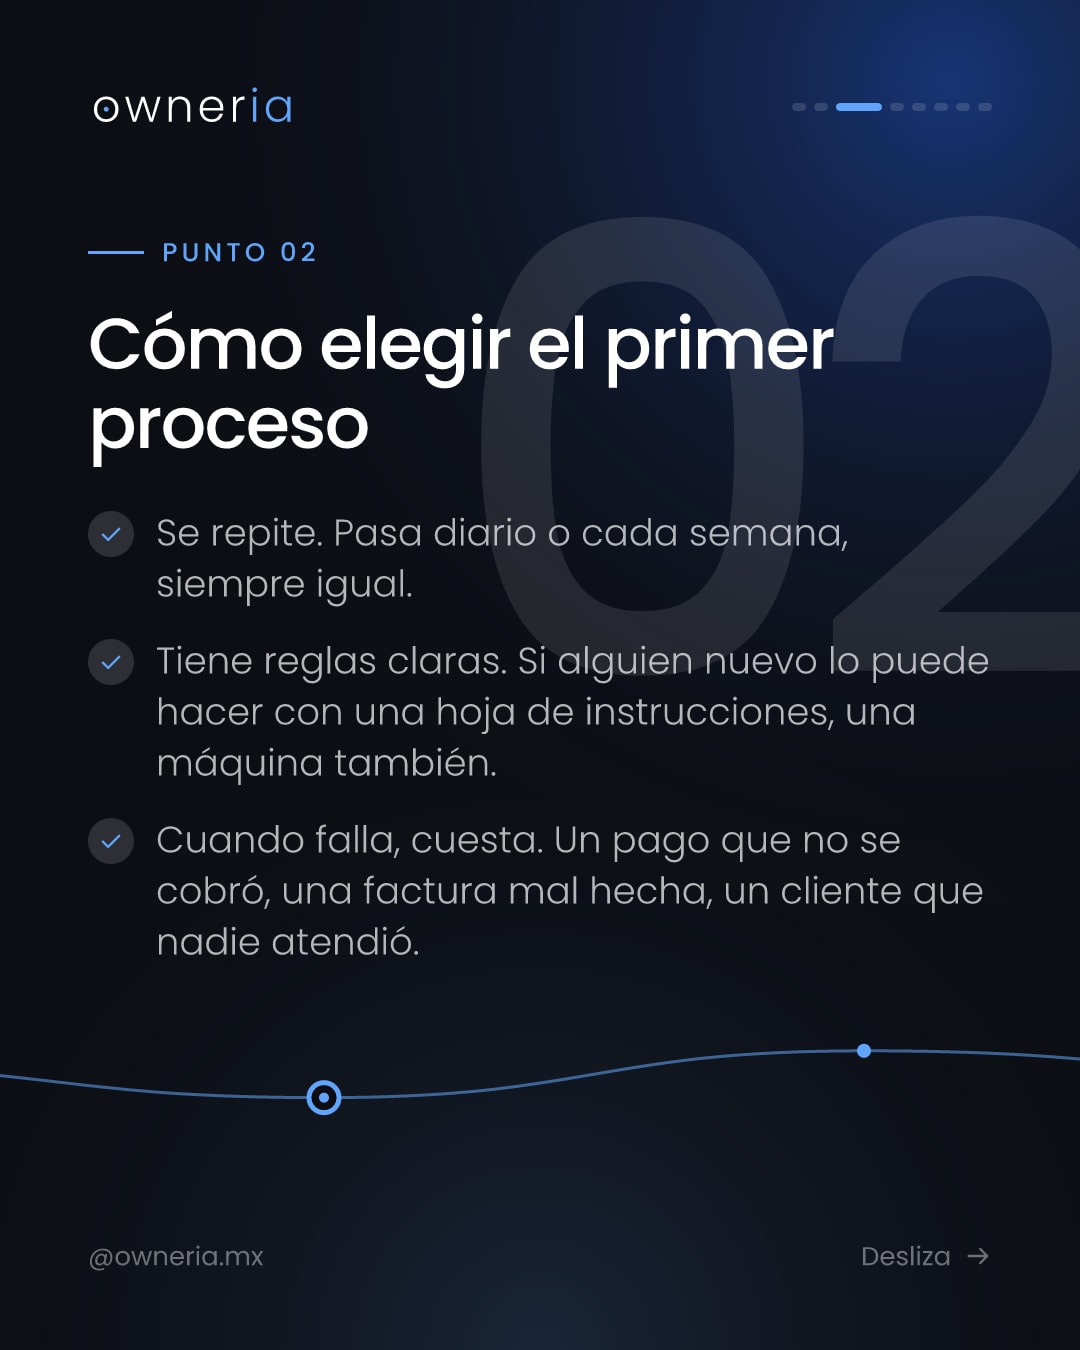 owneria
PUNTO 02
02
Cómo elegir el primer
proceso
Se repite. Pasa diario o cada semana,
siempre igual.
Tiene reglas claras. Si alguien nuevo lo puede
hacer con una hoja de instrucciones, una
máquina también.
Cuando falla, cuesta. Un pago que no se
cobró, una factura mal hecha, un cliente que
nadie atendió.
@owneria.mx
Desliza →